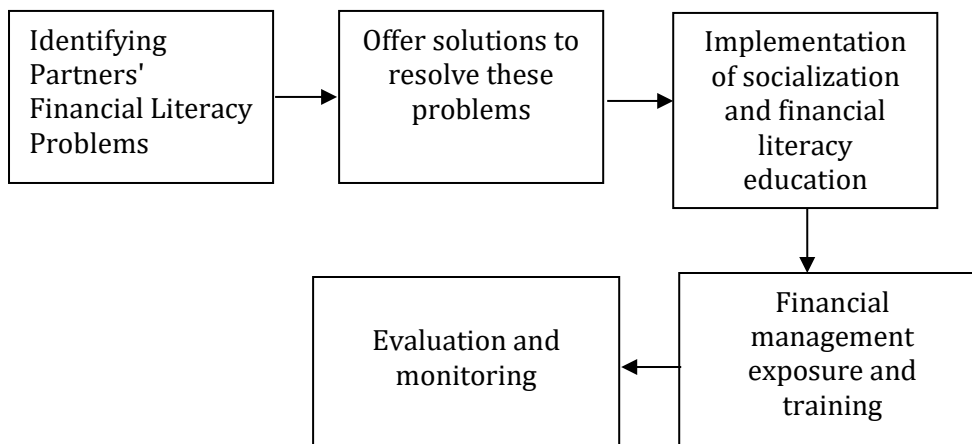 Identifying
Partners'
Financial Literacy
Problems
Offer solutions to
resolve these
problems
Implementation
of socialization
and financial
literacy
education
Financial
management
exposure and
training
Evaluation and
monitoring